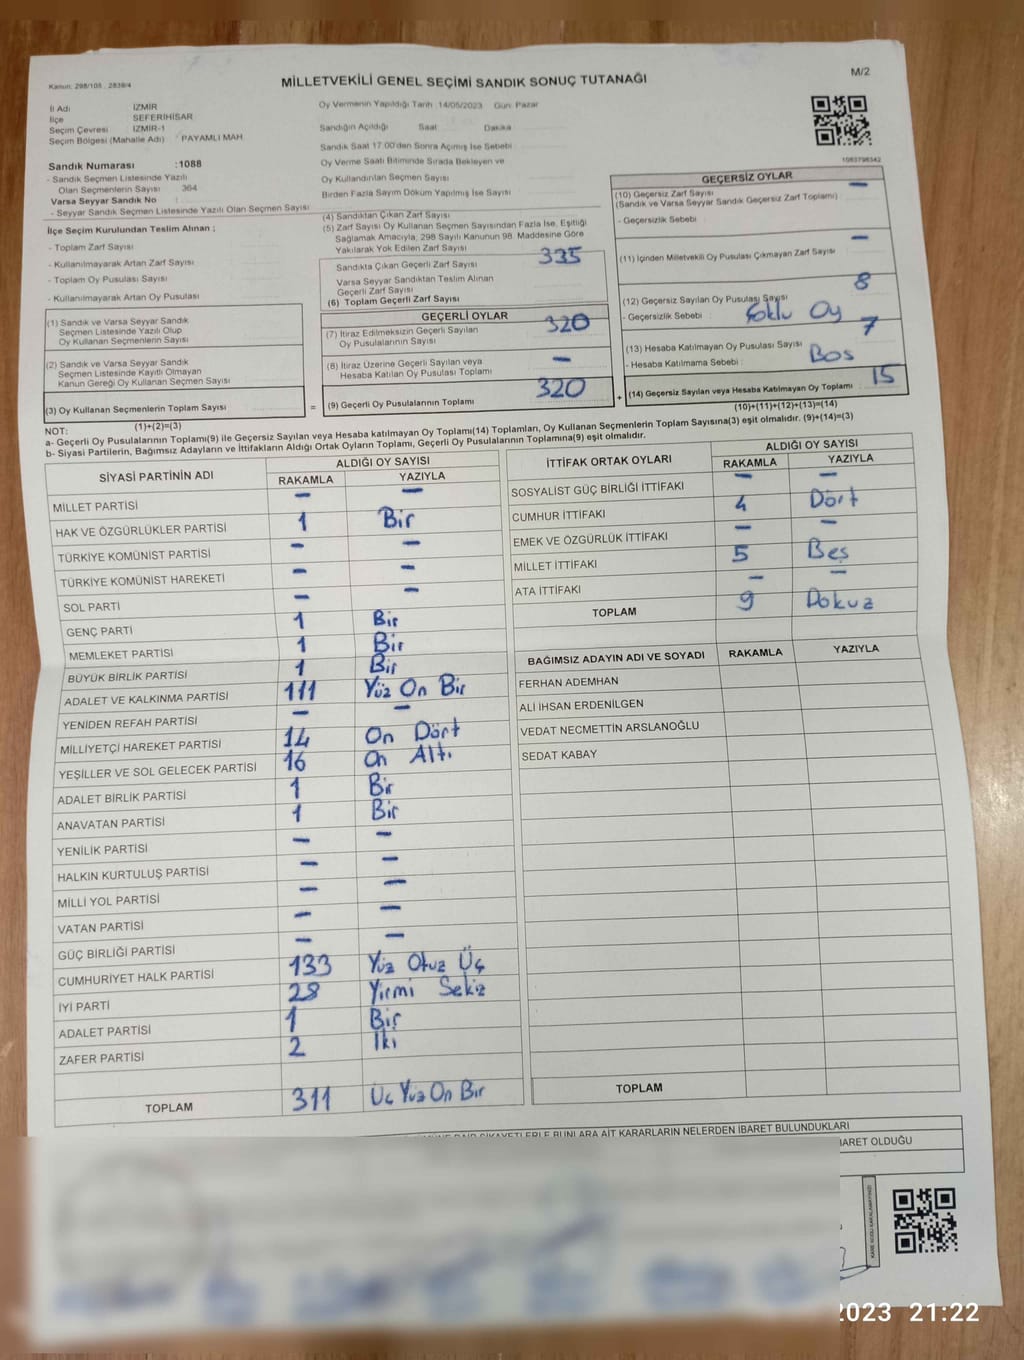 Kanun: 298/105 , 2839/4
MİLLETVEKİLİ GENEL SEÇİMİ SANDIK SONUÇ TUTANAĞI
M/2
İl Adı İZMİR
İlçe SEFERİHİSAR
Seçim Çevresi İZMİR-1
Seçim Bölgesi (Mahalle Adı) : PAYAMLI MAH.
Sandık Numarası :1088
- Sandık Seçmen Listesinde Yazılı
Olan Seçmenlerin Sayısı 364
Varsa Seyyar Sandık No :
- Seyyar Sandık Seçmen Listesinde Yazılı Olan Seçmen Sayısı
Oy Vermenin Yapıldığı Tarih :14/05/2023 Gün: Pazar
Sandığın Açıldığı Saat Dakika
Sandık Saat 17:00'den Sonra Açımış İse Sebebi
Oy Verme Saati Bitiminde Sırada Bekleyen ve
Oy Kullandırılan Seçmen Sayısı
Birden Fazla Sayım Döküm Yapılmış İse Sayısı
1083798342
İlçe Seçim Kurulundan Teslim Alınan ;
- Toplam Zarf Sayısı
- Kullanılmayarak Artan Zarf Sayısı
- Toplam Oy Pusulası Sayısı
- Kullanılmayarak Artan Oy Pusulası
(1) Sandık ve Varsa Seyyar Sandık
Seçmen Listesinde Yazılı Olup
Oy Kullanan Seçmenlerin Sayısı
(2) Sandık ve Varsa Seyyar Sandık
Seçmen Listesinde Kayıtlı Olmayan
Kanun Gereği Oy Kullanan Seçmen Sayısı
(3) Oy Kullanan Seçmenlerin Toplam Sayısı
(1)+(2)=(3)
(4) Sandıktan Çıkan Zarf Sayısı
(5) Zarf Sayısı Oy Kullanan Seçmen Sayısından Fazla İse, Eşitliği
Sağlamak Amacıyla; 298 Sayılı Kanunun 98. Maddesine Göre
Yakılarak Yok Edilen Zarf Sayısı
Sandıkta Çıkan Geçerli Zarf Sayısı 335
Varsa Seyyar Sandıktan Teslim Alınan
Geçerli Zarf Sayısı
(6) Toplam Geçerli Zarf Sayısı
GEÇERLİ OYLAR
(7) İtiraz Edilmeksizin Geçerli Sayılan
Oy Pusulalarının Sayısı 320
(8) İtiraz Üzerine Geçerli Sayılan veya
Hesaba Katılan Oy Pusulası Toplamı –
= (9) Geçerli Oy Pusulalarının Toplamı 320 +
GEÇERSİZ OYLAR
(10) Geçersiz Zarf Sayısı –
(Sandık ve Varsa Seyyar Sandık Geçersiz Zarf Toplamı)
- Geçersizlik Sebebi :
(11) İçinden Milletvekili Oy Pusulası Çıkmayan Zarf Sayısı –
(12) Geçersiz Sayılan Oy Pusulası Sayısı 8
- Geçersizlik Sebebi : Çoklu Oy
(13) Hesaba Katılmayan Oy Pusulası Sayısı 7
- Hesaba Katılmama Sebebi : Boş
(14) Geçersiz Sayılan veya Hesaba Katılmayan Oy Toplamı 15
(10)+(11)+(12)+(13)=(14)
NOT:
a- Geçerli Oy Pusulalarının Toplamı(9) ile Geçersiz Sayılan veya Hesaba katılmayan Oy Toplamı(14) Toplamları, Oy Kullanan Seçmenlerin Toplam Sayısına(3) eşit olmalıdır. (9)+(14)=(3)
b- Siyasi Partilerin, Bağımsız Adayların ve İttifakların Aldığı Ortak Oyların Toplamı, Geçerli Oy Pusulalarının Toplamına(9) eşit olmalıdır.
SİYASİ PARTİNİN ADI ALDIĞI OY SAYISI
RAKAMLA YAZIYLA
MİLLET PARTİSİ – –
HAK VE ÖZGÜRLÜKLER PARTİSİ 1 Bir
TÜRKİYE KOMÜNİST PARTİSİ – –
TÜRKİYE KOMÜNİST HAREKETİ – –
SOL PARTİ – –
GENÇ PARTİ 1 Bir
MEMLEKET PARTİSİ 1 Bir
BÜYÜK BİRLİK PARTİSİ 1 Bir
ADALET VE KALKINMA PARTİSİ 111 Yüz On Bir
YENİDEN REFAH PARTİSİ – –
MİLLİYETÇİ HAREKET PARTİSİ 14 On Dört
YEŞİLLER VE SOL GELECEK PARTİSİ 16 On Altı
ADALET BİRLİK PARTİSİ 1 Bir
ANAVATAN PARTİSİ 1 Bir
YENİLİK PARTİSİ – –
HALKIN KURTULUŞ PARTİSİ – –
MİLLİ YOL PARTİSİ – –
VATAN PARTİSİ – –
GÜÇ BİRLİĞİ PARTİSİ – –
CUMHURİYET HALK PARTİSİ 133 Yüz Otuz Üç
İYİ PARTİ 28 Yirmi Sekiz
ADALET PARTİSİ 1 Bir
ZAFER PARTİSİ 2 İki
TOPLAM 311 Üç Yüz On Bir
İTTİFAK ORTAK OYLARI ALDIĞI OY SAYISI
RAKAMLA YAZIYLA
SOSYALİST GÜÇ BİRLİĞİ İTTİFAKI – –
CUMHUR İTTİFAKI 4 Dört
EMEK VE ÖZGÜRLÜK İTTİFAKI – –
MİLLET İTTİFAKI 5 Beş
ATA İTTİFAKI – –
TOPLAM 9 Dokuz
BAĞIMSIZ ADAYIN ADI VE SOYADI RAKAMLA YAZIYLA
FERHAN ADEMHAN
ALİ İHSAN ERDENİLGEN
VEDAT NECMETTİN ARSLANOĞLU
SEDAT KABAY
TOPLAM
ŞİKAYETLERLE BUNLARA AİT KARARLARIN NELERDEN İBARET BULUNDUKLARI
İBARET OLDUĞU
2023 21:22